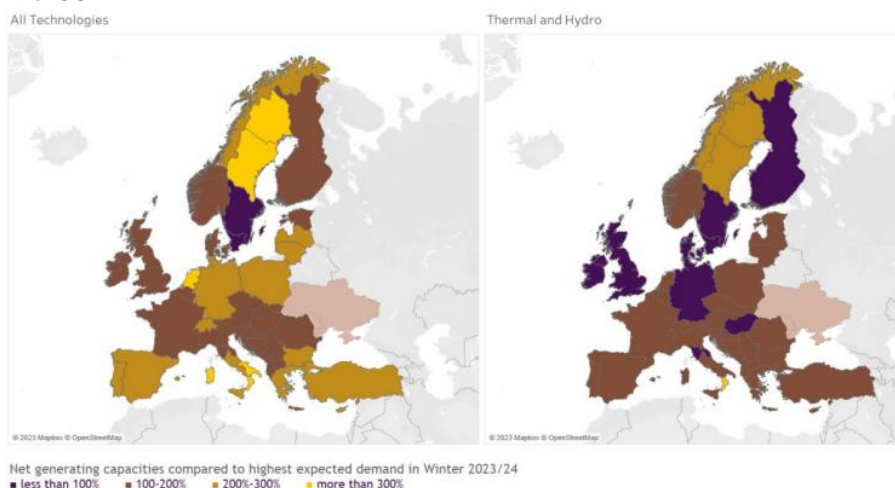 All Technologies
Thermal and Hydro
© 2023 Mapbox © OpenStreetMap
© 2023 Mapbox © OpenStreetMap
Net generating capacities compared to highest expected demand in Winter 2023/24
less than 100% 100-200% 200%-300% more than 300%